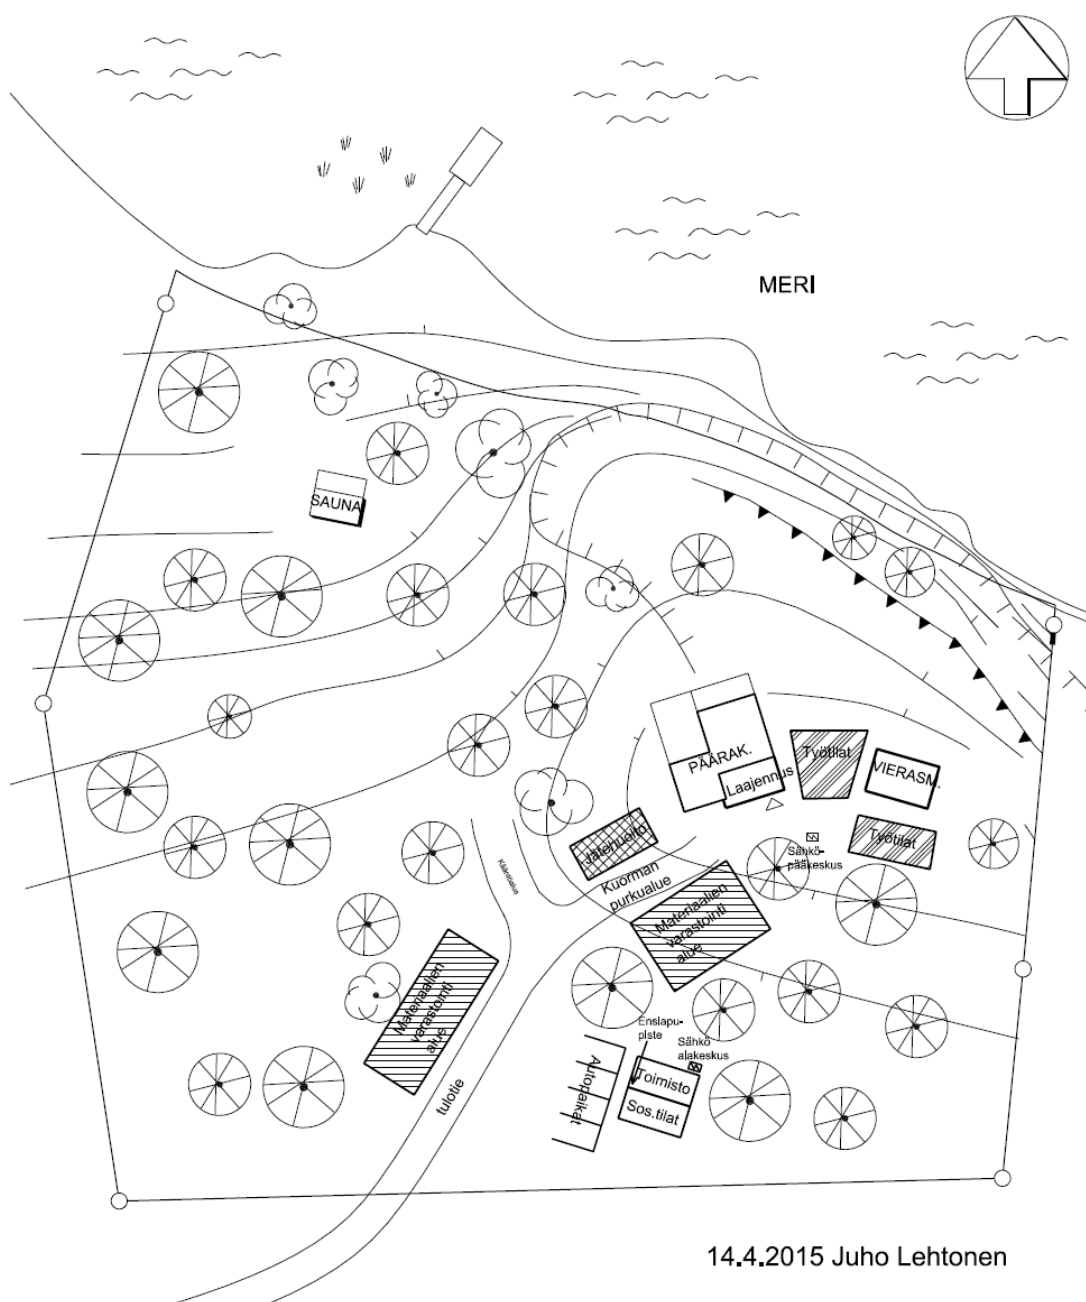 MERI
SAUNA
PÄÄRAK.
Laajennus
Työtilat
VIERASM.
Työtilat
Sähkö-
pääkeskus
Jätehuolto
Kuorman
purkualue
Kääntöalue
Materiaalien
varastointi
alue
Materiaalien
varastointi
alue
tulotie
Ensiapu-
piste
Sähkö
alakeskus
Autopaikat
Toimisto
Sos.tilat
14.4.2015 Juho Lehtonen